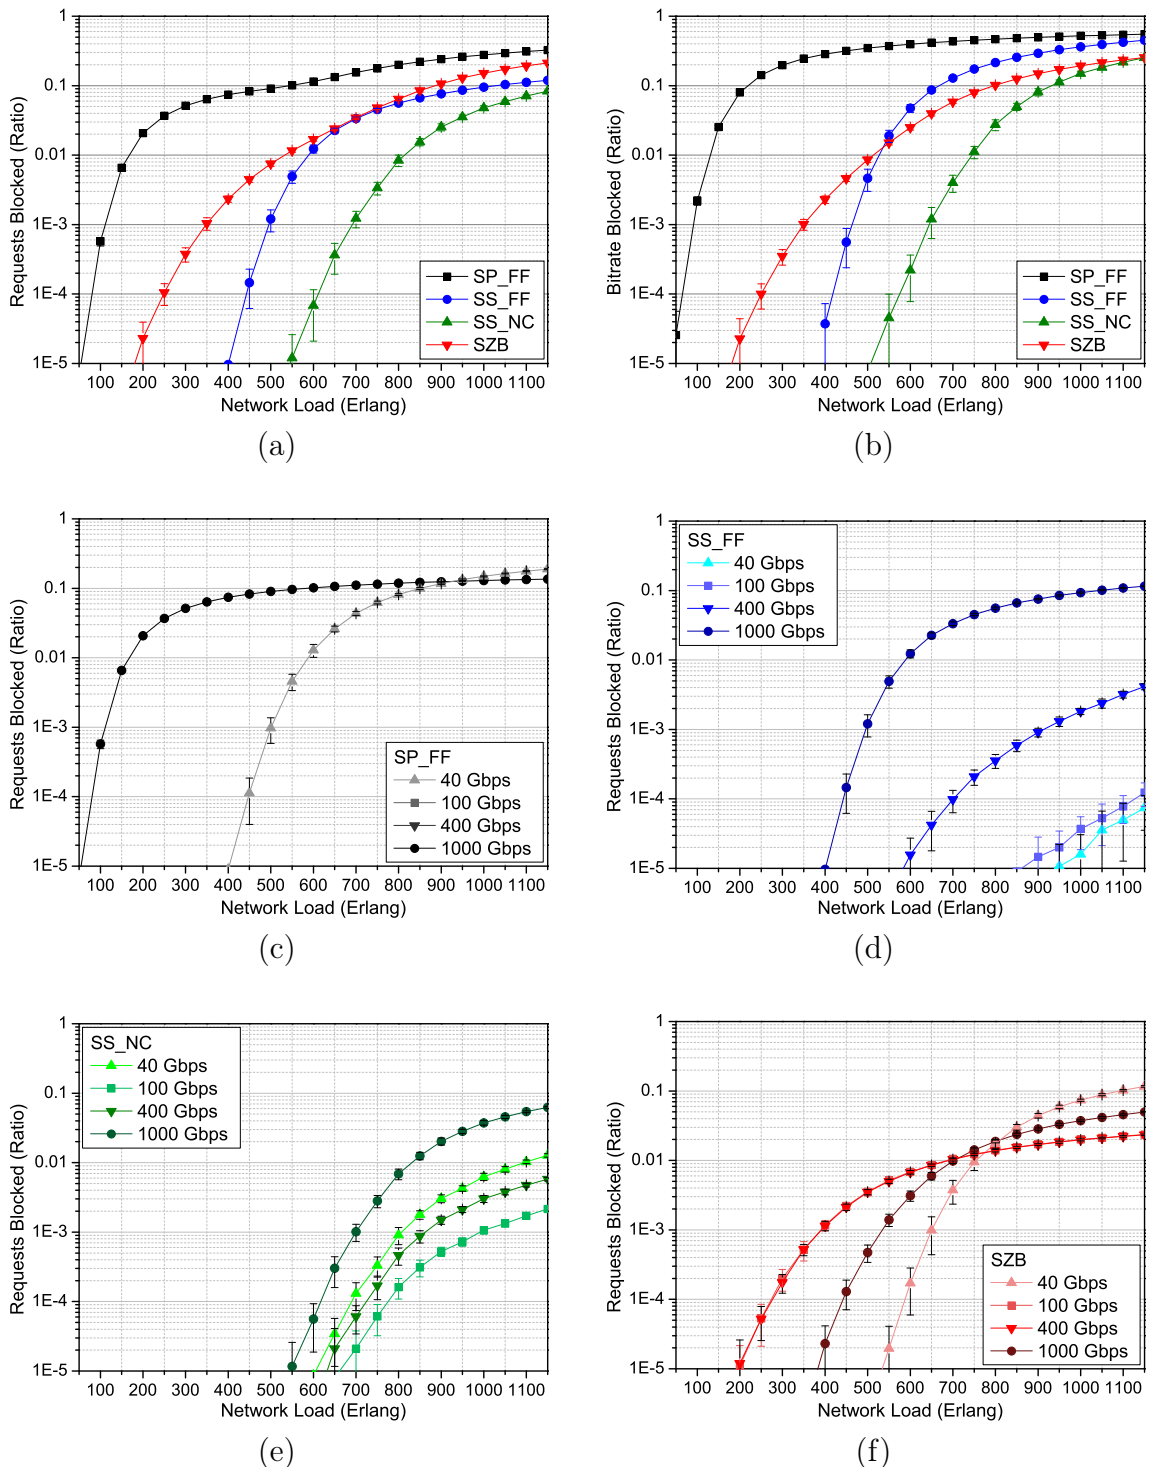 1
0.1
0.01
1E-3
1E-4
1E-5
Requests Blocked (Ratio)
SP_FF
SS_FF
SS_NC
SZB
100 200 300 400 500 600 700 800 900 1000 1100
Network Load (Erlang)
(a)
1
0.1
0.01
1E-3
1E-4
1E-5
Bitrate Blocked (Ratio)
SP_FF
SS_FF
SS_NC
SZB
100 200 300 400 500 600 700 800 900 1000 1100
Network Load (Erlang)
(b)
1
0.1
0.01
1E-3
1E-4
1E-5
Requests Blocked (Ratio)
SP_FF
40 Gbps
100 Gbps
400 Gbps
1000 Gbps
100 200 300 400 500 600 700 800 900 1000 1100
Network Load (Erlang)
(c)
1
0.1
0.01
1E-3
1E-4
1E-5
Requests Blocked (Ratio)
SS_FF
40 Gbps
100 Gbps
400 Gbps
1000 Gbps
100 200 300 400 500 600 700 800 900 1000 1100
Network Load (Erlang)
(d)
1
0.1
0.01
1E-3
1E-4
1E-5
Requests Blocked (Ratio)
SS_NC
40 Gbps
100 Gbps
400 Gbps
1000 Gbps
100 200 300 400 500 600 700 800 900 1000 1100
Network Load (Erlang)
(e)
1
0.1
0.01
1E-3
1E-4
1E-5
Requests Blocked (Ratio)
SZB
40 Gbps
100 Gbps
400 Gbps
1000 Gbps
100 200 300 400 500 600 700 800 900 1000 1100
Network Load (Erlang)
(f)